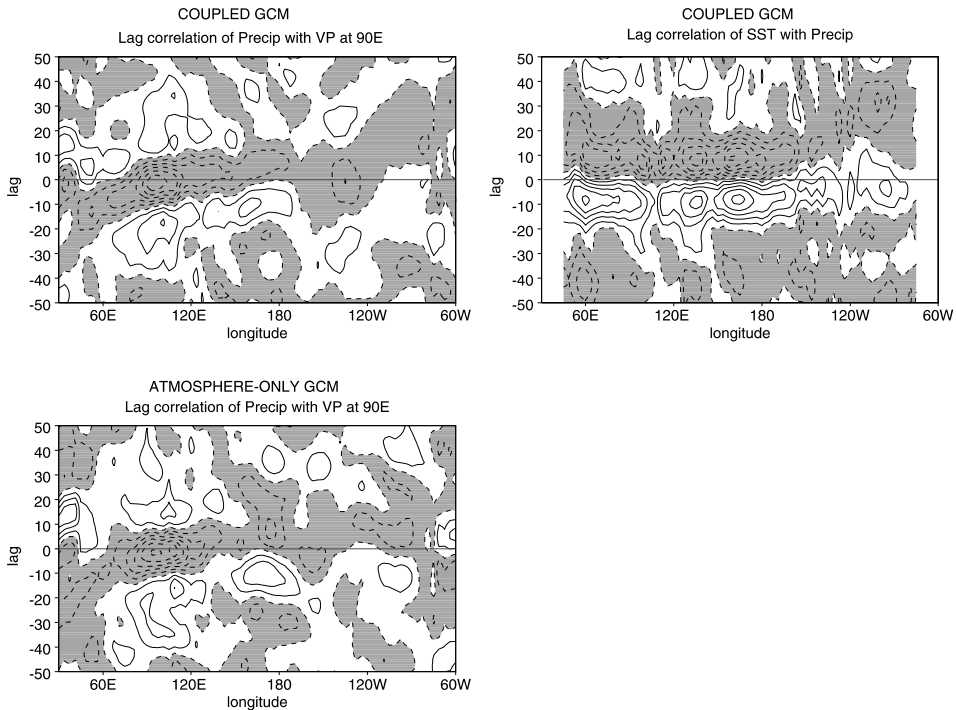 COUPLED GCM
Lag correlation of Precip with VP at 90E
50
40
30
20
10
0
-10
-20
-30
-40
-50
lag
60E 120E 180 120W 60W
longitude
COUPLED GCM
Lag correlation of SST with Precip
50
40
30
20
10
0
-10
-20
-30
-40
-50
lag
60E 120E 180 120W 60W
longitude
ATMOSPHERE-ONLY GCM
Lag correlation of Precip with VP at 90E
50
40
30
20
10
0
-10
-20
-30
-40
-50
lag
60E 120E 180 120W 60W
longitude